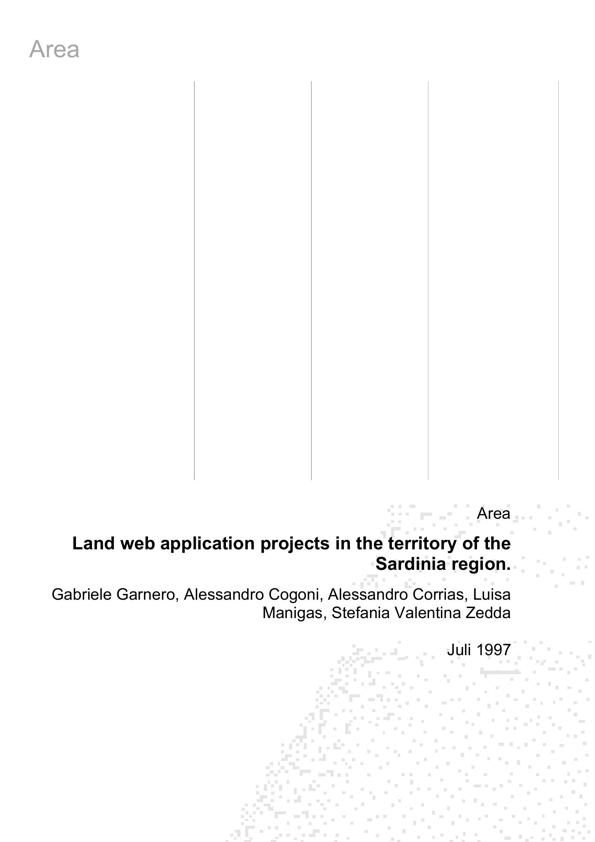 Area
Area
Land web application projects in the territory of the
Sardinia region.
Gabriele Garnero, Alessandro Cogoni, Alessandro Corrias, Luisa
Manigas, Stefania Valentina Zedda
Juli 1997